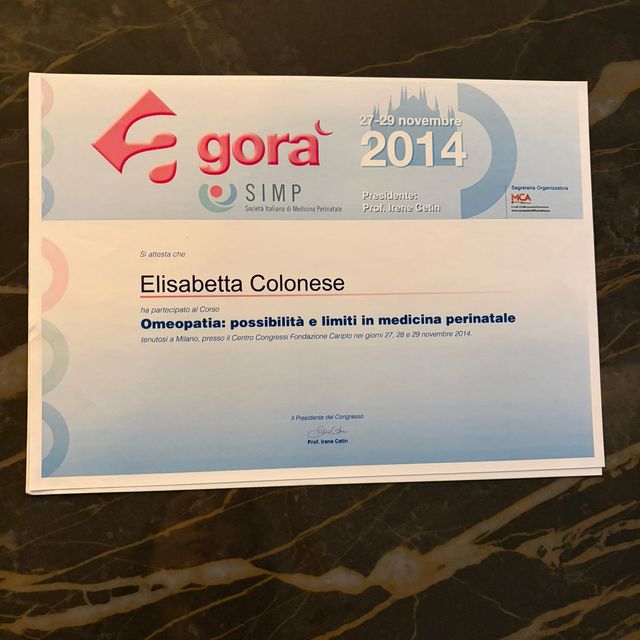 27-29 novembre
agorà
2014
SIMP
Società Italiana di Medicina Perinatale
Presidente:
Prof. Irene Cetin
Segreteria Organizzativa
MCA
Si attesta che
Elisabetta Colonese
ha partecipato al Corso
Omeopatia: possibilità e limiti in medicina perinatale
tenutosi a Milano, presso il Centro Congressi Fondazione Cariplo nei giorni 27, 28 e 29 novembre 2014.
Il Presidente del Congresso
Prof. Irene Cetin